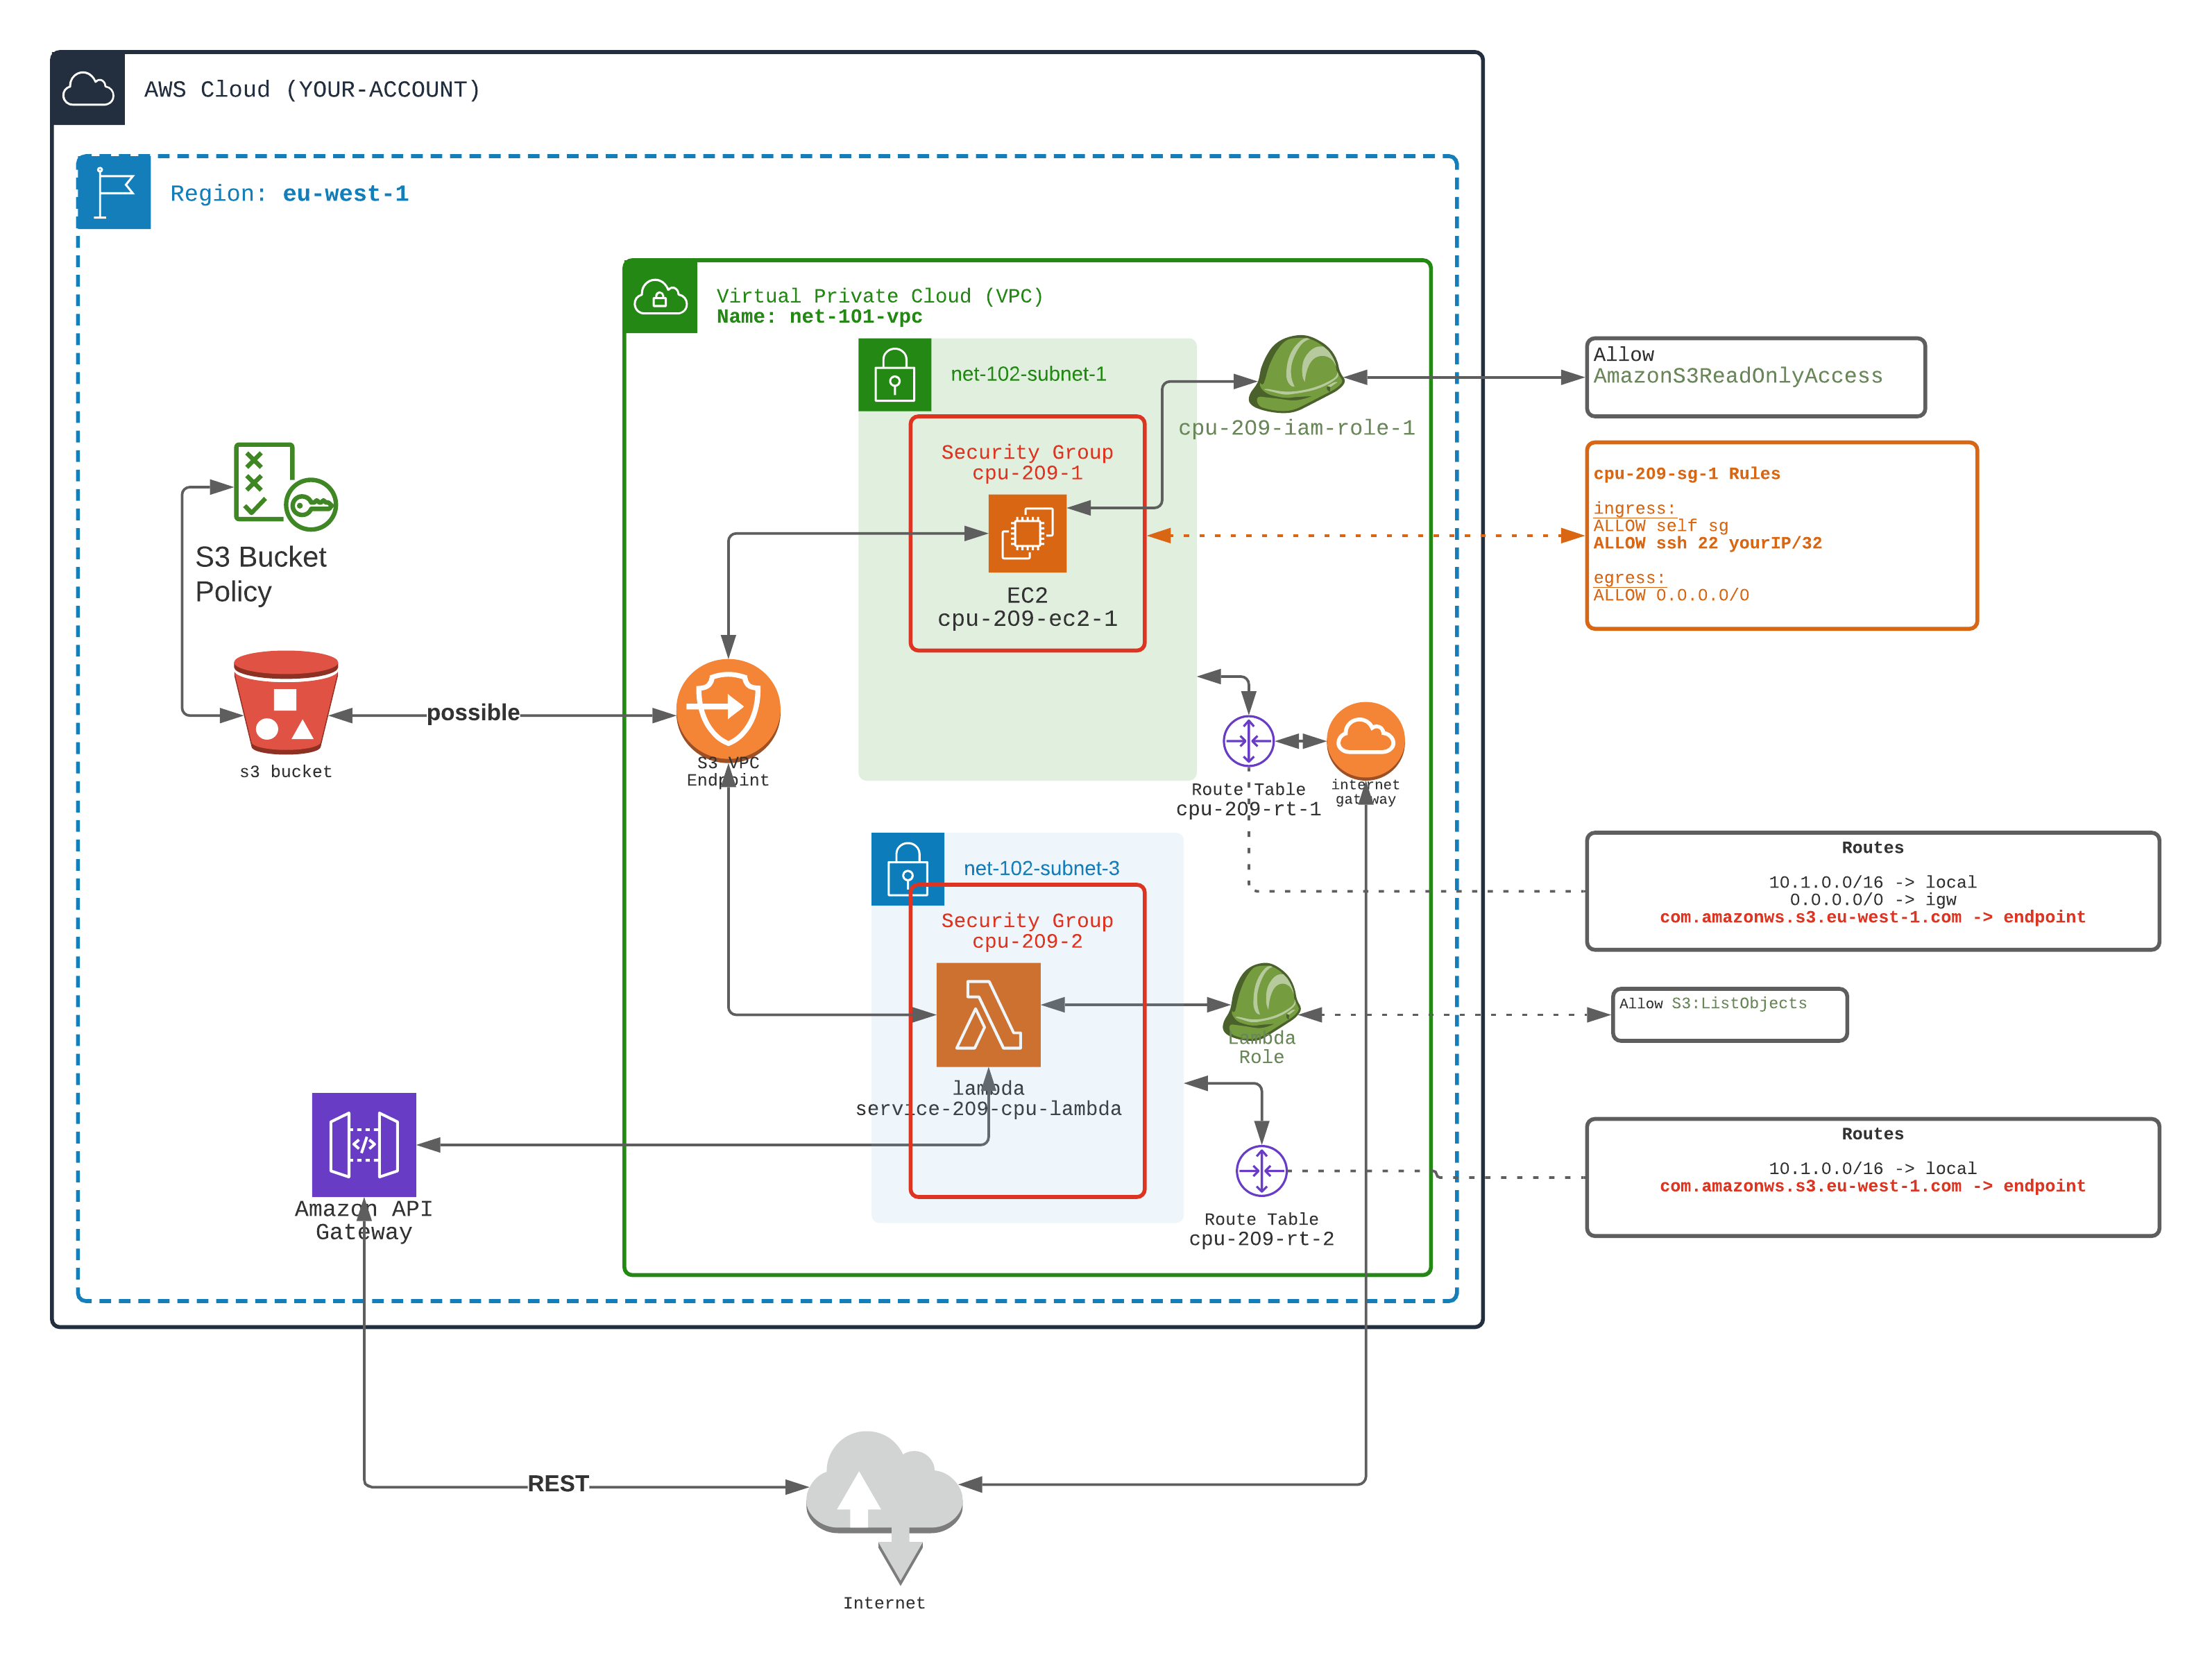 AWS Cloud (YOUR-ACCOUNT)
Region: eu-west-1
Virtual Private Cloud (VPC)
Name: net-101-vpc
net-102-subnet-1
Security Group
cpu-209-1
EC2
cpu-209-ec2-1
cpu-209-iam-role-1
Allow
AmazonS3ReadOnlyAccess
cpu-209-sg-1 Rules
ingress:
ALLOW self sg
ALLOW ssh 22 yourIP/32
egress:
ALLOW 0.0.0.0/0
S3 Bucket
Policy
s3 bucket
possible
S3 VPC
Endpoint
Route Table
cpu-209-rt-1
internet
gateway
Routes
10.1.0.0/16 -> local
0.0.0.0/0 -> igw
com.amazonws.s3.eu-west-1.com -> endpoint
net-102-subnet-3
Security Group
cpu-209-2
lambda
service-209-cpu-lambda
Lambda
Role
Allow S3:ListObjects
Route Table
cpu-209-rt-2
Routes
10.1.0.0/16 -> local
com.amazonws.s3.eu-west-1.com -> endpoint
Amazon API
Gateway
REST
Internet